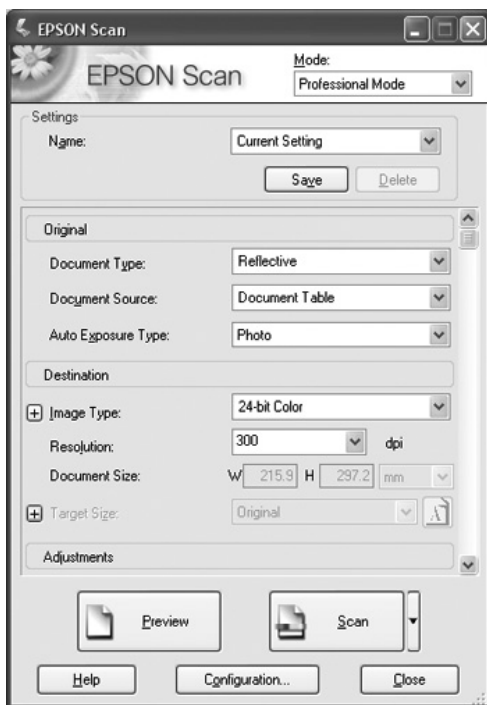 EPSON Scan
EPSON Scan
Mode:
Professional Mode
Settings
Name: Current Setting
Save Delete
Original
Document Type: Reflective
Document Source: Document Table
Auto Exposure Type: Photo
Destination
Image Type: 24-bit Color
Resolution: 300 dpi
Document Size: W 215.9 H 297.2 mm
Target Size: Original
Adjustments
Preview Scan
Help Configuration... Close